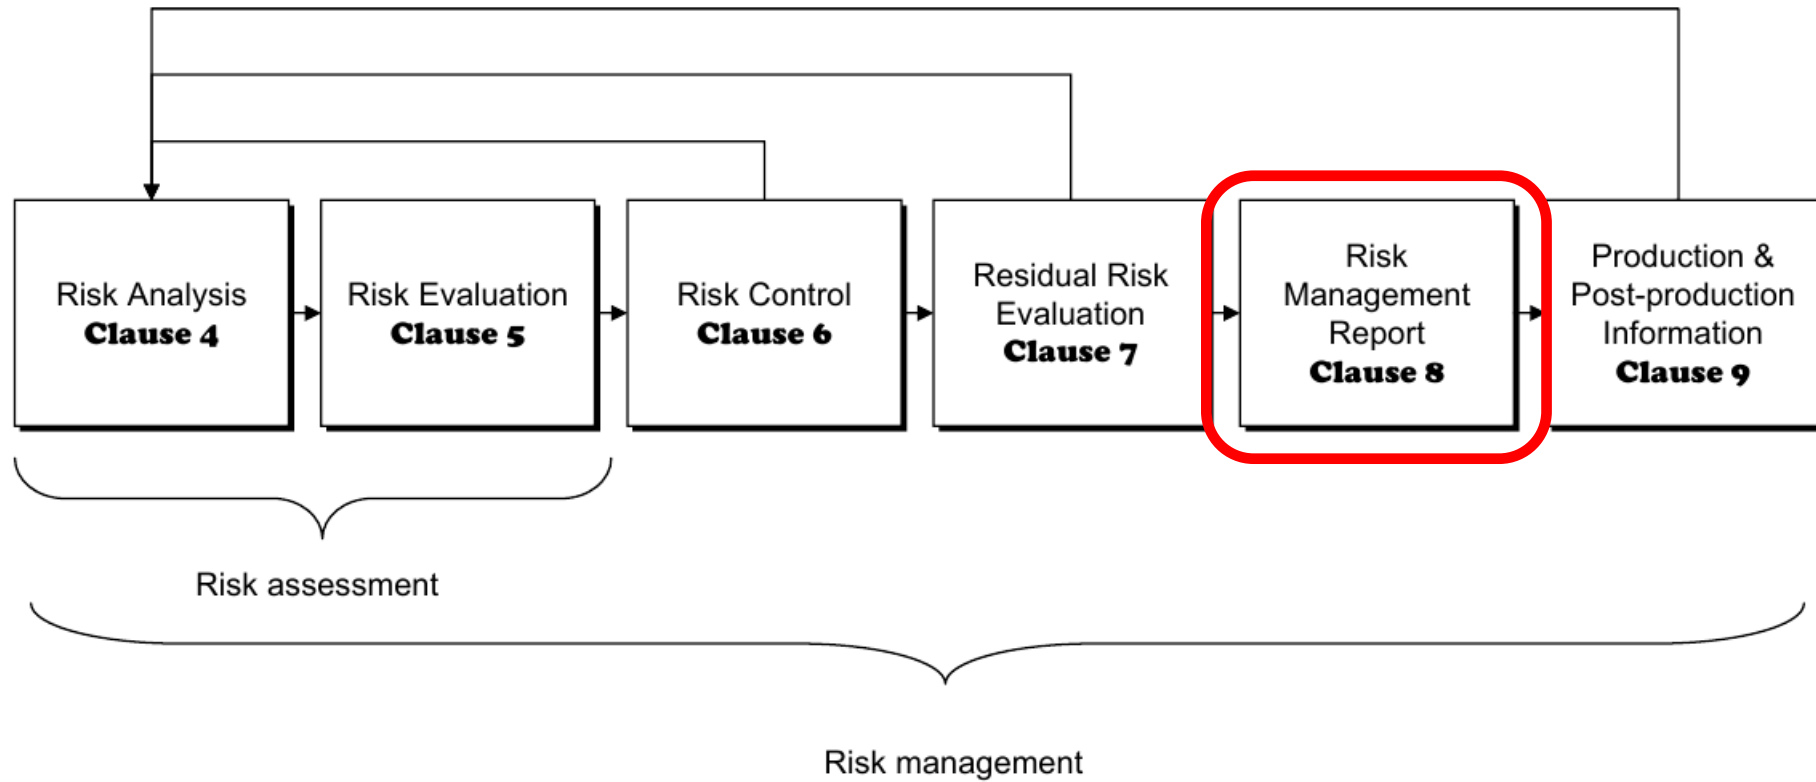 Risk Analysis
Clause 4
Risk Evaluation
Clause 5
Risk Control
Clause 6
Residual Risk
Evaluation
Clause 7
Risk
Management
Report
Clause 8
Production &
Post-production
Information
Clause 9
Risk assessment
Risk management